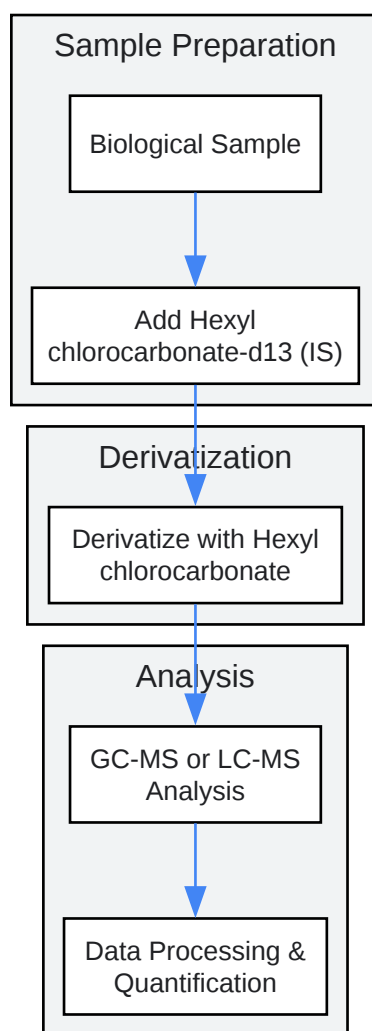 Sample Preparation
Biological Sample
Add Hexyl
chlorocarbonate-d13 (IS)
Derivatization
Derivatize with Hexyl
chlorocarbonate
Analysis
GC-MS or LC-MS
Analysis
Data Processing &
Quantification